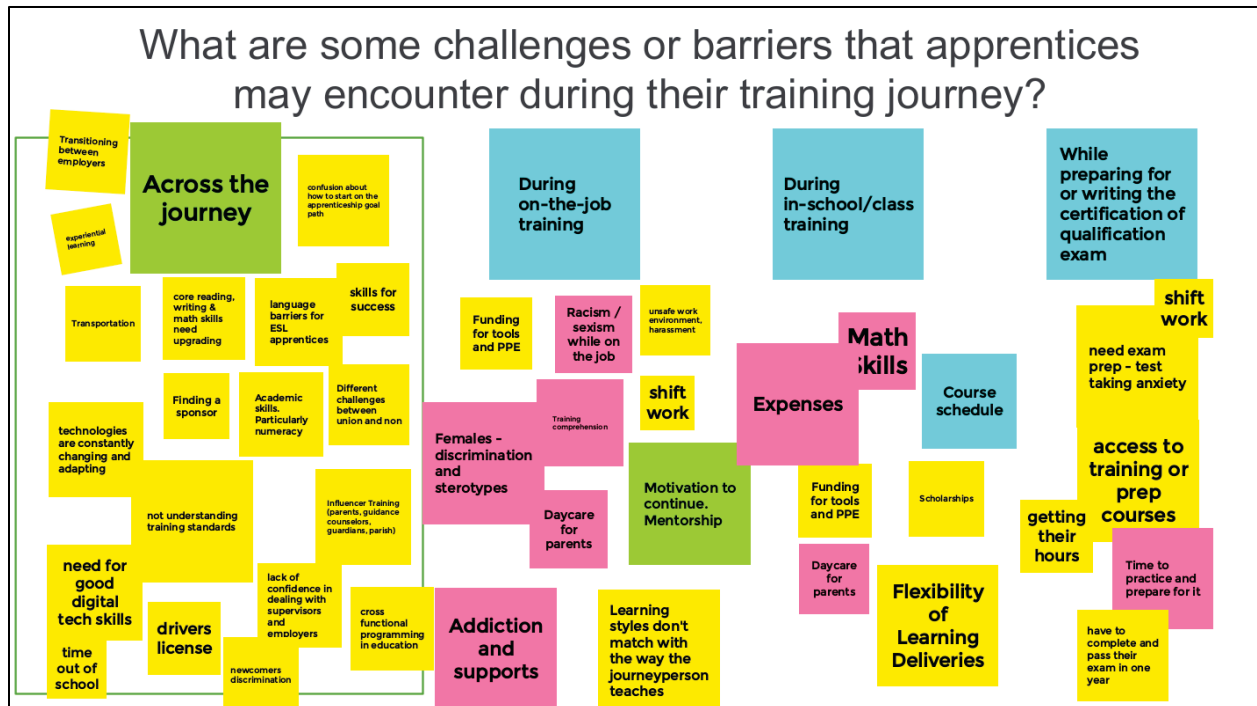 What are some challenges or barriers that apprentices
may encounter during their training journey?
Transitioning
between
employers
Across the
journey
confusion about
how to start on the
apprenticeship goal
path
experiential
learning
Transportation
core reading,
writing &
math skills
need
upgrading
language
barriers for
ESL
apprentices
skills for
success
Finding a
sponsor
Academic
skills.
Particularly
numeracy
Different
challenges
between
union and non
technologies
are constantly
changing and
adapting
not understanding
training standards
Influencer Training
(parents, guidance
counselors,
guardians, parish)
need for
good
digital
tech skills
lack of
confidence in
dealing with
supervisors
and
employers
cross
functional
programming
in education
time
out of
school
drivers
license
newcomers
discrimination
During
on-the-job
training
Funding
for tools
and PPE
Racism /
sexism
while on
the job
unsafe work
environment,
harassment
shift
work
Females -
discrimination
and
sterotypes
Training
comprehension
Daycare
for
parents
Motivation to
continue.
Mentorship
Addiction
and
supports
Learning
styles don't
match with
the way the
journeyperson
teaches
During
in-school/class
training
Math
Skills
Expenses
Course
schedule
Funding
for tools
and PPE
Scholarships
Daycare
for
parents
Flexibility
of
Learning
Deliveries
While
preparing for
or writing the
certification of
qualification
exam
shift
work
need exam
prep - test
taking anxiety
access to
training or
prep
courses
getting
their
hours
Time to
practice and
prepare for it
have to
complete and
pass their
exam in one
year